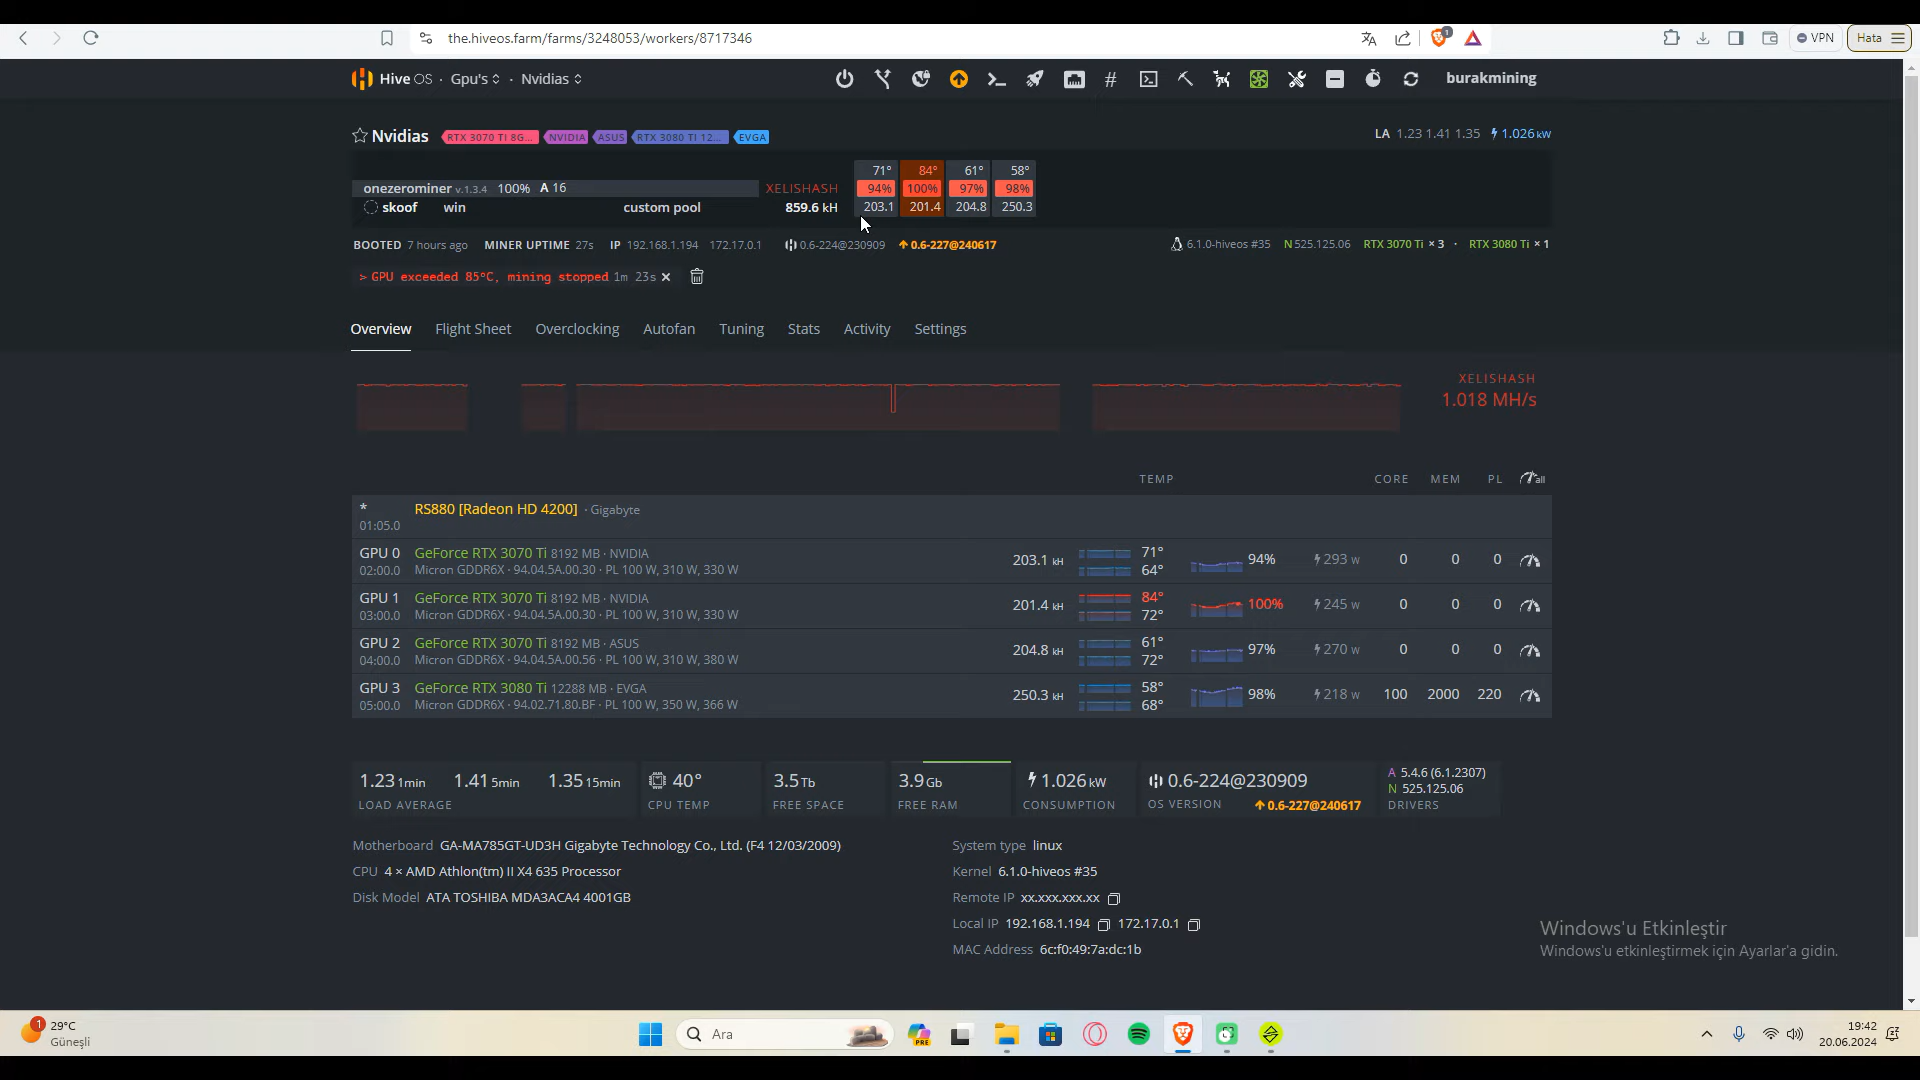 the.hiveos.farm/farms/3248053/workers/8717346
1
VPN
Hata
Hive OS · Gpu's · Nvidias
burakmining
Nvidias RTX 3070 TI 8G... NVIDIA ASUS RTX 3080 TI 12... EVGA
LA 1.23 1.41 1.35 1.026 kW
71° 84° 61° 58°
onezerominer v.1.3.4 100% A 16 XELISHASH 94% 100% 97% 98%
skoof win custom pool 859.6 kH 203.1 201.4 204.8 250.3
BOOTED 7 hours ago MINER UPTIME 27s IP 192.168.1.194 172.17.0.1 0.6-224@230909 0.6-227@240617 6.1.0-hiveos #35 N 525.125.06 RTX 3070 Ti × 3 · RTX 3080 Ti × 1
> GPU exceeded 85°C, mining stopped 1m 23s ×
Overview Flight Sheet Overclocking Autofan Tuning Stats Activity Settings
XELISHASH
1.018 MH/s
TEMP CORE MEM PL all
* RS880 [Radeon HD 4200] · Gigabyte
01:05.0
GPU 0 GeForce RTX 3070 Ti 8192 MB · NVIDIA 203.1 kH 71° 94% 293 W 0 0 0
02:00.0 Micron GDDR6X · 94.04.5A.00.30 · PL 100 W, 310 W, 330 W 64°
GPU 1 GeForce RTX 3070 Ti 8192 MB · NVIDIA 201.4 kH 84° 100% 245 W 0 0 0
03:00.0 Micron GDDR6X · 94.04.5A.00.30 · PL 100 W, 310 W, 330 W 72°
GPU 2 GeForce RTX 3070 Ti 8192 MB · ASUS 204.8 kH 61° 97% 270 W 0 0 0
04:00.0 Micron GDDR6X · 94.04.5A.00.56 · PL 100 W, 310 W, 380 W 72°
GPU 3 GeForce RTX 3080 Ti 12288 MB · EVGA 250.3 kH 58° 98% 218 W 100 2000 220
05:00.0 Micron GDDR6X · 94.02.71.80.BF · PL 100 W, 350 W, 366 W 68°
1.23 1min 1.41 5min 1.35 15min
LOAD AVERAGE
40°
CPU TEMP
3.5 Tb
FREE SPACE
3.9 Gb
FREE RAM
1.026 kW
CONSUMPTION
0.6-224@230909
OS VERSION 0.6-227@240617
A 5.4.6 (6.1.2307)
N 525.125.06
DRIVERS
Motherboard GA-MA785GT-UD3H Gigabyte Technology Co., Ltd. (F4 12/03/2009)
CPU 4 × AMD Athlon(tm) II X4 635 Processor
Disk Model ATA TOSHIBA MDA3ACA4 4001GB
System type linux
Kernel 6.1.0-hiveos #35
Remote IP xx.xxx.xxx.xx
Local IP 192.168.1.194 172.17.0.1
MAC Address 6c:f0:49:7a:dc:1b
Windows'u Etkinleştir
Windows'u etkinleştirmek için Ayarlar'a gidin.
1
29°C
Güneşli
Ara
PRE
19:42
20.06.2024